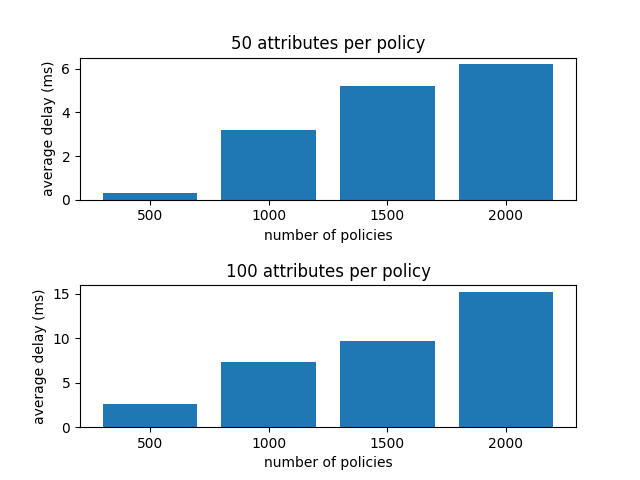 50 attributes per policy
average delay (ms)
6
4
2
0
500 1000 1500 2000
number of policies
100 attributes per policy
average delay (ms)
15
10
5
0
500 1000 1500 2000
number of policies